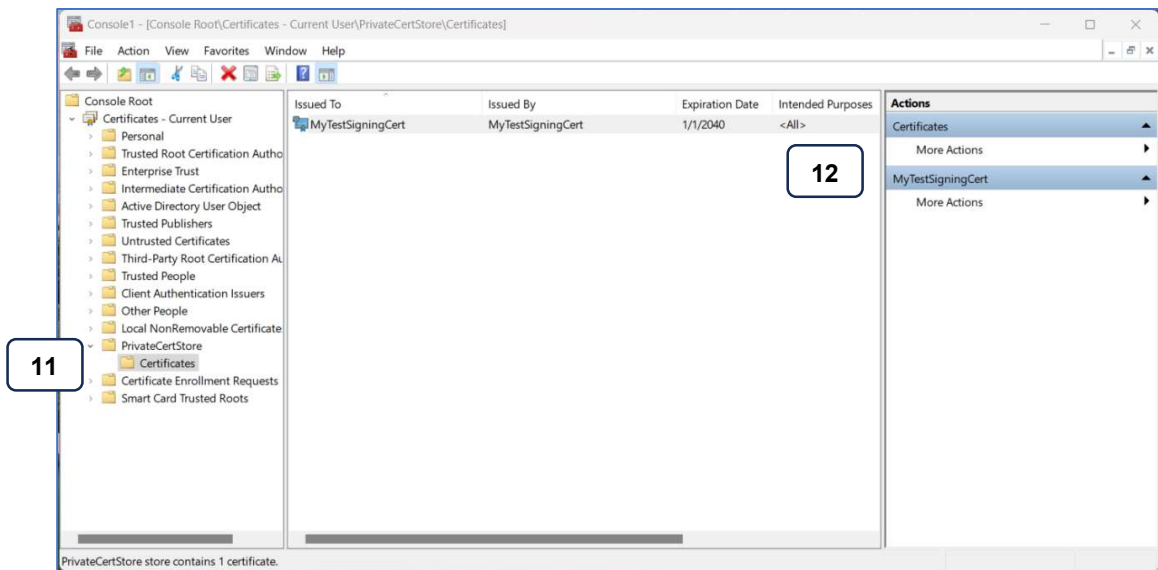 Console1 - [Console Root\Certificates - Current User\PrivateCertStore\Certificates]
File Action View Favorites Window Help
Console Root
Certificates - Current User
Personal
Trusted Root Certification Autho
Enterprise Trust
Intermediate Certification Autho
Active Directory User Object
Trusted Publishers
Untrusted Certificates
Third-Party Root Certification Au
Trusted People
Client Authentication Issuers
Other People
Local NonRemovable Certificate
PrivateCertStore
Certificates
Certificate Enrollment Requests
Smart Card Trusted Roots
11
Issued To Issued By Expiration Date Intended Purposes
MyTestSigningCert MyTestSigningCert 1/1/2040 <All>
12
Actions
Certificates
More Actions
MyTestSigningCert
More Actions
PrivateCertStore store contains 1 certificate.